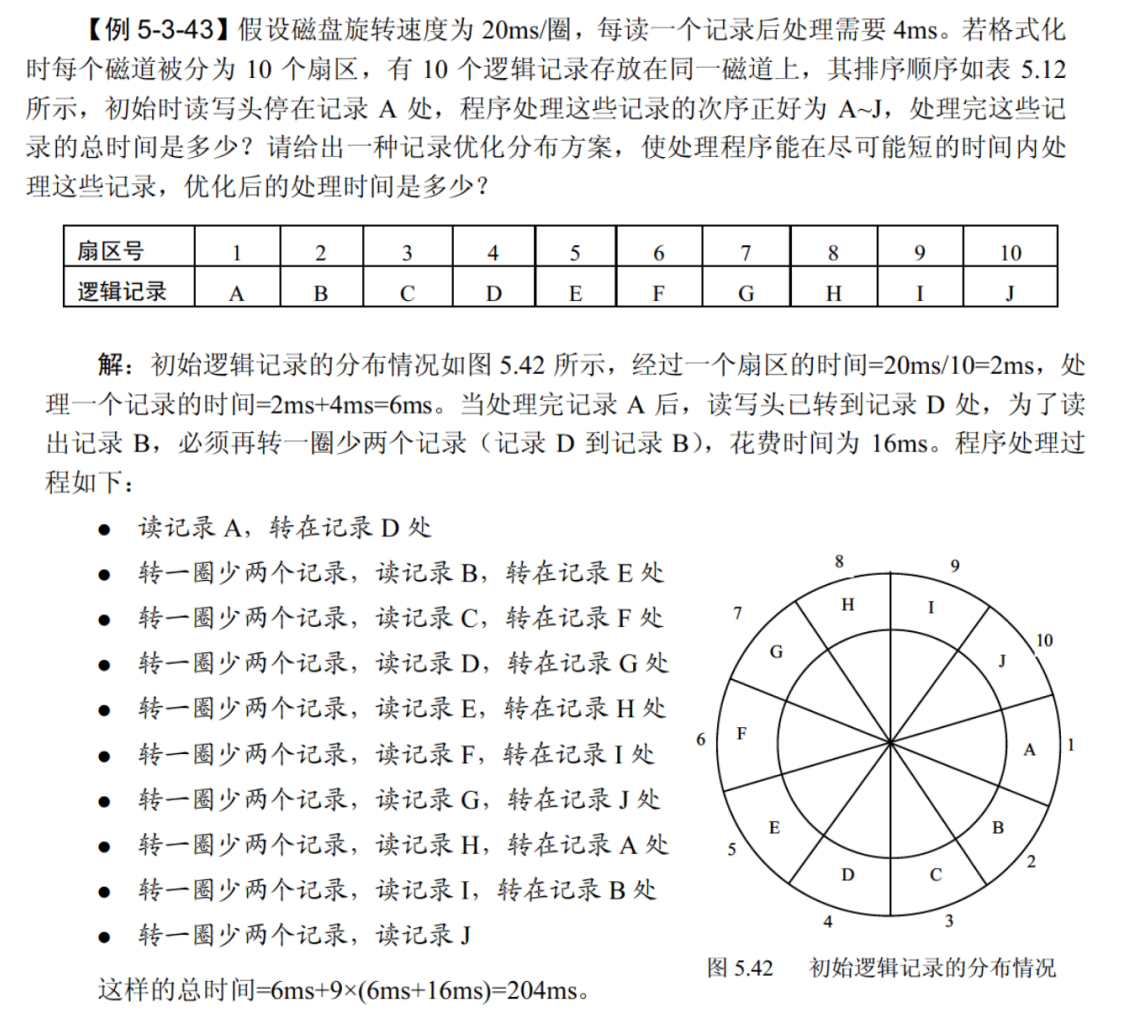 【例 5-3-43】假设磁盘旋转速度为 20ms/圈，每读一个记录后处理需要 4ms。若格式化
时每个磁道被分为 10 个扇区，有 10 个逻辑记录存放在同一磁道上，其排序顺序如表 5.12
所示，初始时读写头停在记录 A 处，程序处理这些记录的次序正好为 A~J，处理完这些记
录的总时间是多少？请给出一种记录优化分布方案，使处理程序能在尽可能短的时间内处
理这些记录，优化后的处理时间是多少？
扇区号 1 2 3 4 5 6 7 8 9 10
逻辑记录 A B C D E F G H I J
解：初始逻辑记录的分布情况如图 5.42 所示，经过一个扇区的时间=20ms/10=2ms，处
理一个记录的时间=2ms+4ms=6ms。当处理完记录 A 后，读写头已转到记录 D 处，为了读
出记录 B，必须再转一圈少两个记录（记录 D 到记录 B），花费时间为 16ms。程序处理过
程如下：
● 读记录 A，转在记录 D 处
● 转一圈少两个记录，读记录 B，转在记录 E 处
● 转一圈少两个记录，读记录 C，转在记录 F 处
● 转一圈少两个记录，读记录 D，转在记录 G 处
● 转一圈少两个记录，读记录 E，转在记录 H 处
● 转一圈少两个记录，读记录 F，转在记录 I 处
● 转一圈少两个记录，读记录 G，转在记录 J 处
● 转一圈少两个记录，读记录 H，转在记录 A 处
● 转一圈少两个记录，读记录 I，转在记录 B 处
● 转一圈少两个记录，读记录 J
这样的总时间=6ms+9×(6ms+16ms)=204ms。
8 9
H I
7 10
G J
6 F A 1
E B
5 2
D C
4 3
图 5.42 初始逻辑记录的分布情况